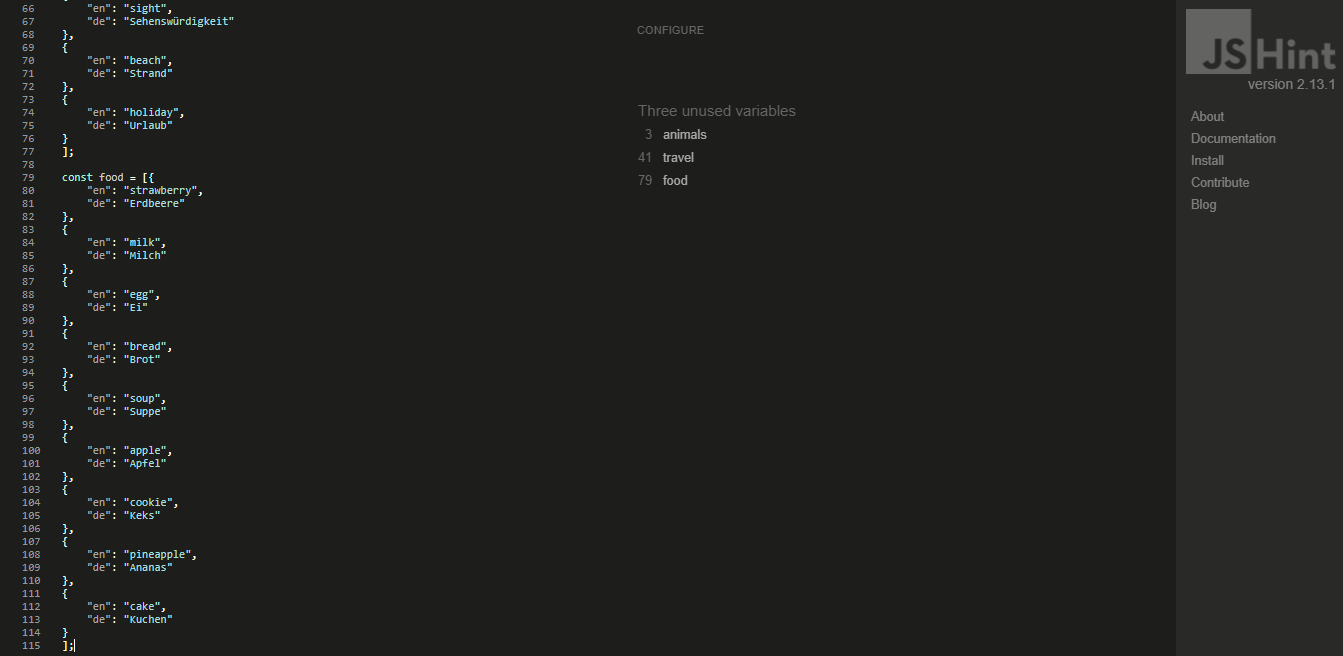 66 "en": "sight",
67 "de": "Sehenswürdigkeit"
68 },
69 {
70 "en": "beach",
71 "de": "Strand"
72 },
73 {
74 "en": "holiday",
75 "de": "Urlaub"
76 }
77 ];
78
79 const food = [{
80 "en": "strawberry",
81 "de": "Erdbeere"
82 },
83 {
84 "en": "milk",
85 "de": "Milch"
86 },
87 {
88 "en": "egg",
89 "de": "Ei"
90 },
91 {
92 "en": "bread",
93 "de": "Brot"
94 },
95 {
96 "en": "soup",
97 "de": "Suppe"
98 },
99 {
100 "en": "apple",
101 "de": "Apfel"
102 },
103 {
104 "en": "cookie",
105 "de": "Keks"
106 },
107 {
108 "en": "pineapple",
109 "de": "Ananas"
110 },
111 {
112 "en": "cake",
113 "de": "Kuchen"
114 }
115 ];
CONFIGURE
Three unused variables
3 animals
41 travel
79 food
JSHint
version 2.13.1
About
Documentation
Install
Contribute
Blog